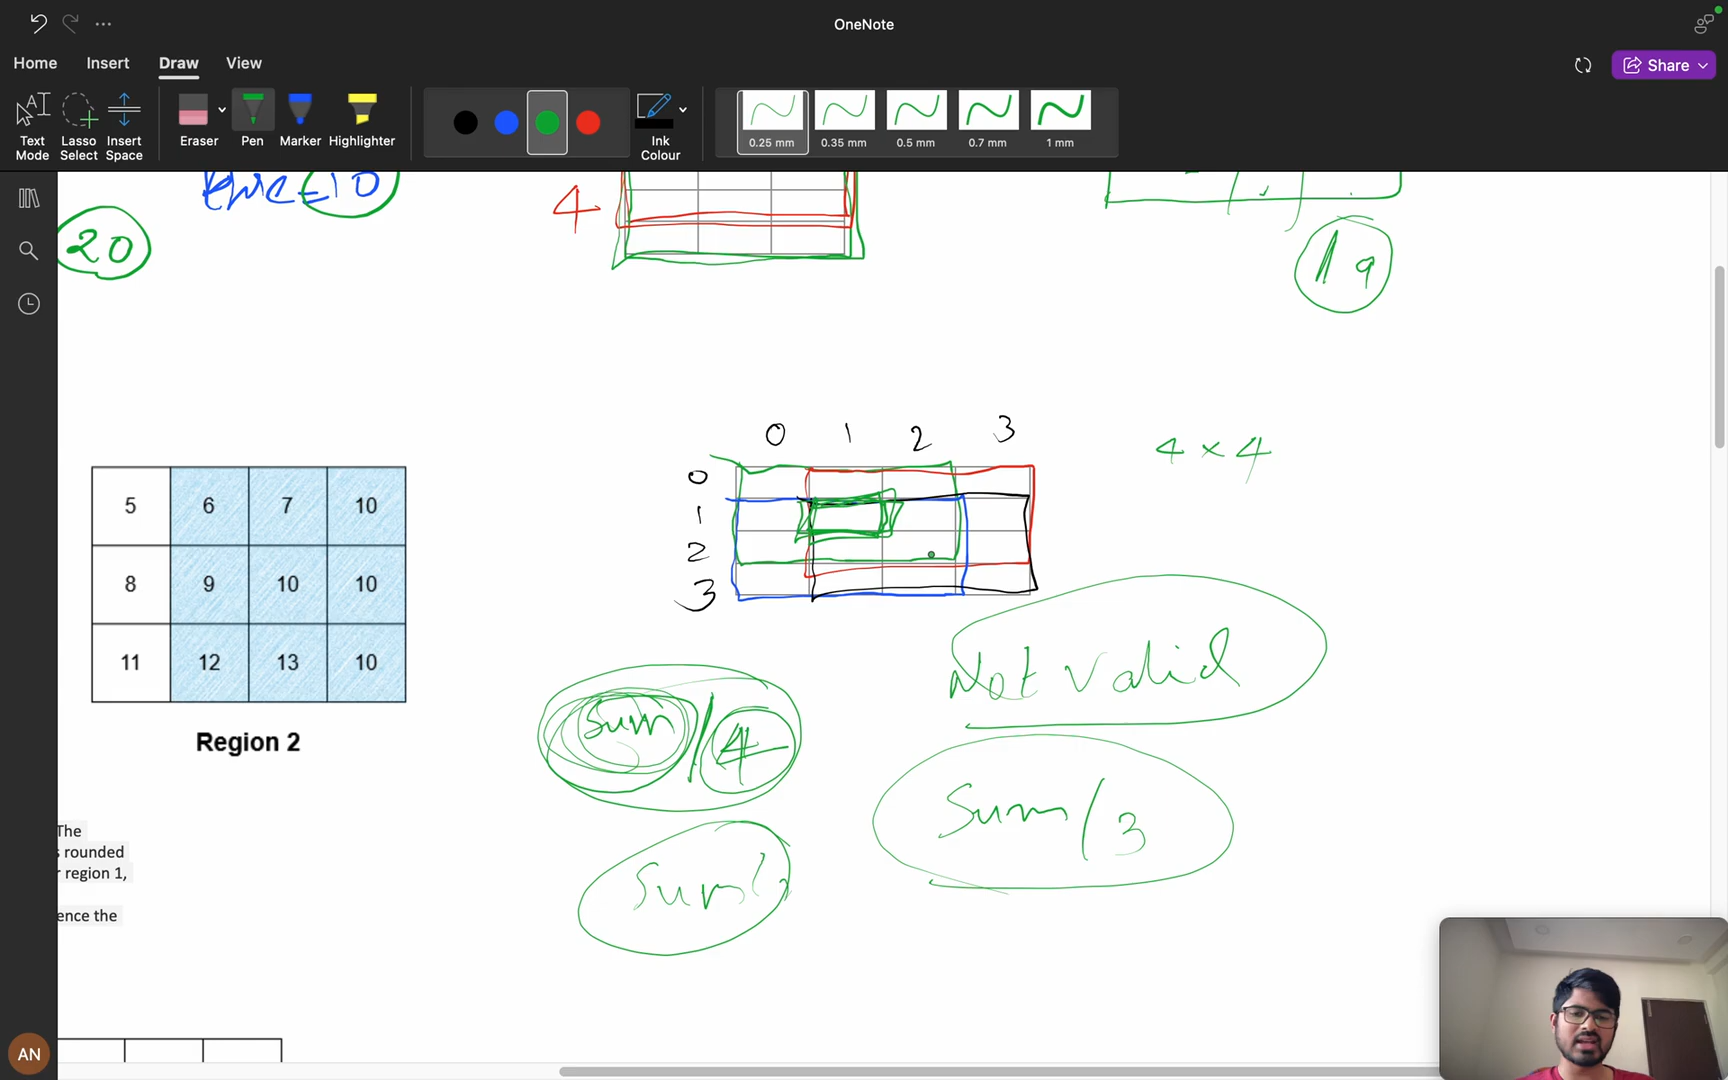 OneNote
Home Insert Draw View
Share
Text Mode
Lasso Select
Insert Space
Eraser
Pen
Marker
Highlighter
Ink Colour
0.25 mm
0.35 mm
0.5 mm
0.7 mm
1 mm
20
4
19
0 1 2 3
4 × 4
0
1
2
3
5 6 7 10
8 9 10 10
11 12 13 10
Region 2
Not valid
Sum/4
Sum/3
Sum/
The
s rounded
r region 1,
ence the
AN